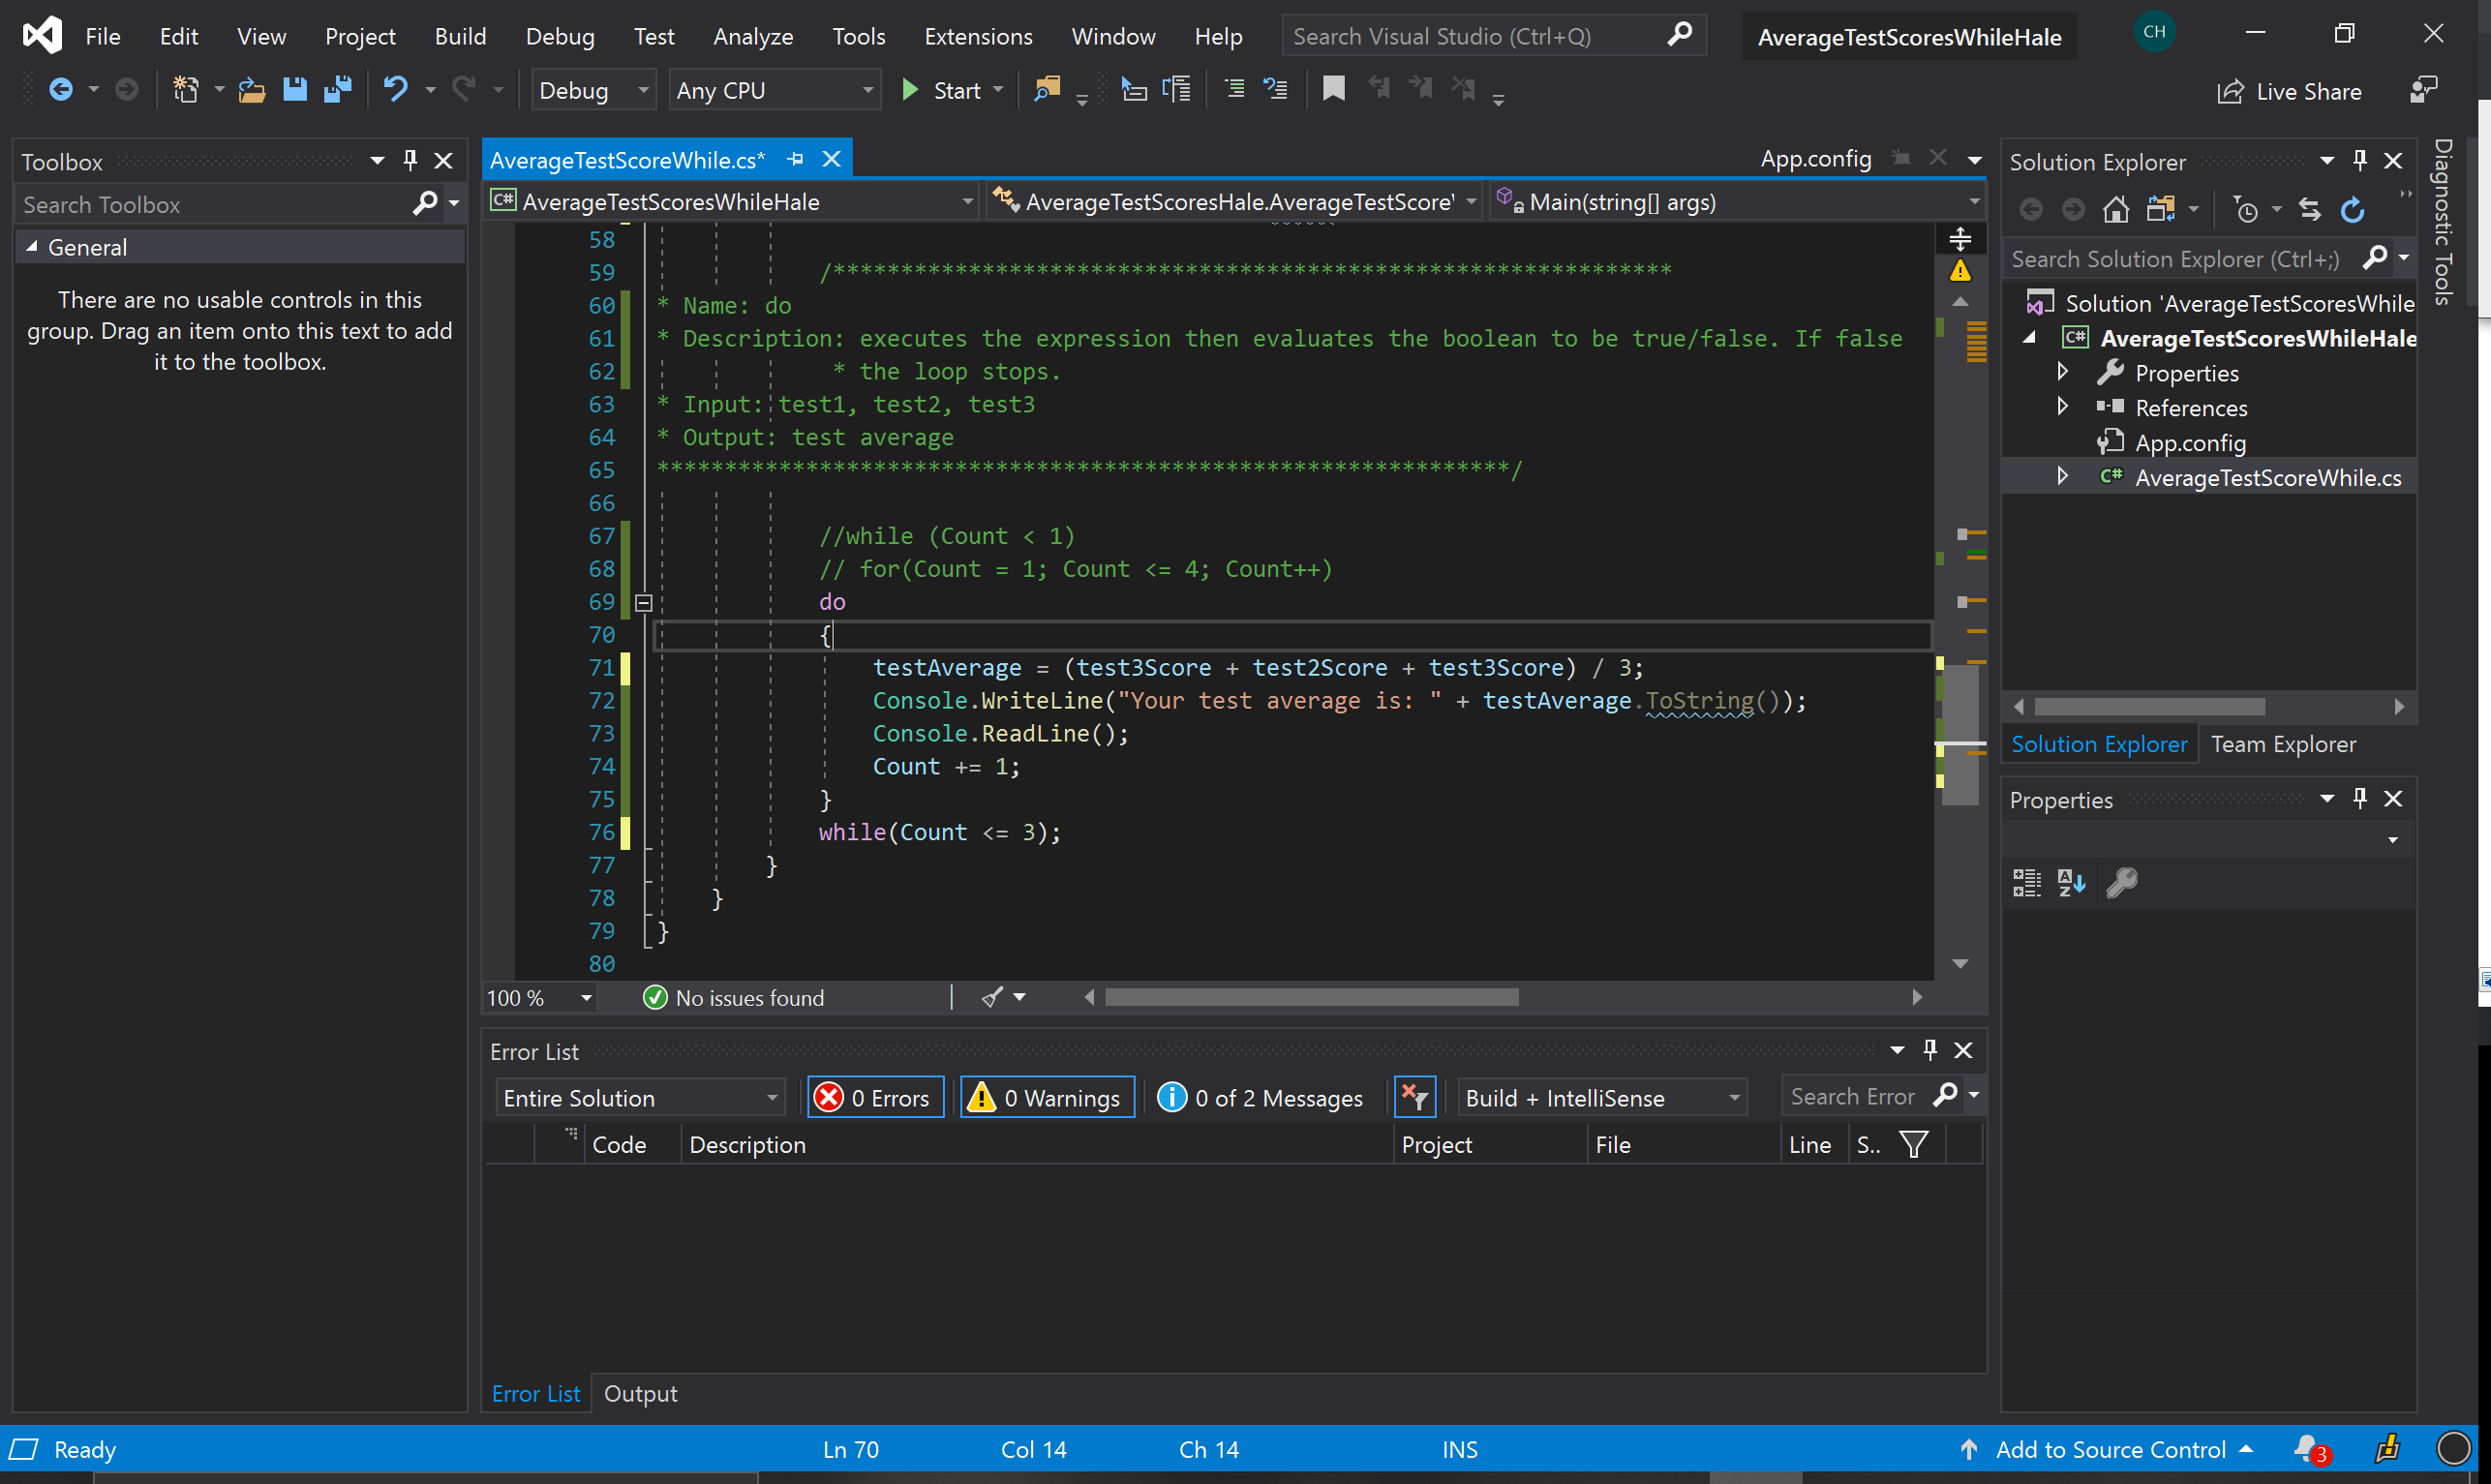 File Edit View Project Build Debug Test Analyze Tools Extensions Window Help Search Visual Studio (Ctrl+Q) AverageTestScoresWhileHale CH
Debug Any CPU Start Live Share
Toolbox
Search Toolbox
General
There are no usable controls in this
group. Drag an item onto this text to add
it to the toolbox.
AverageTestScoreWhile.cs* App.config
C# AverageTestScoresWhileHale AverageTestScoresHale.AverageTestScore Main(string[] args)
58
59 /**************************************************************
60 * Name: do
61 * Description: executes the expression then evaluates the boolean to be true/false. If false
62 * the loop stops.
63 * Input: test1, test2, test3
64 * Output: test average
65 ***************************************************************/
66
67 //while (Count < 1)
68 // for(Count = 1; Count <= 4; Count++)
69 do
70 {
71 testAverage = (test3Score + test2Score + test3Score) / 3;
72 Console.WriteLine("Your test average is: " + testAverage.ToString());
73 Console.ReadLine();
74 Count += 1;
75 }
76 while(Count <= 3);
77 }
78 }
79 }
80
100 % No issues found
Error List
Entire Solution 0 Errors 0 Warnings 0 of 2 Messages Build + IntelliSense Search Error
Code Description Project File Line S..
Error List Output
Solution Explorer
Search Solution Explorer (Ctrl+;)
Solution 'AverageTestScoresWhile
C# AverageTestScoresWhileHale
Properties
References
App.config
C# AverageTestScoreWhile.cs
Solution Explorer Team Explorer
Properties
Diagnostic Tools
Ready Ln 70 Col 14 Ch 14 INS Add to Source Control 3